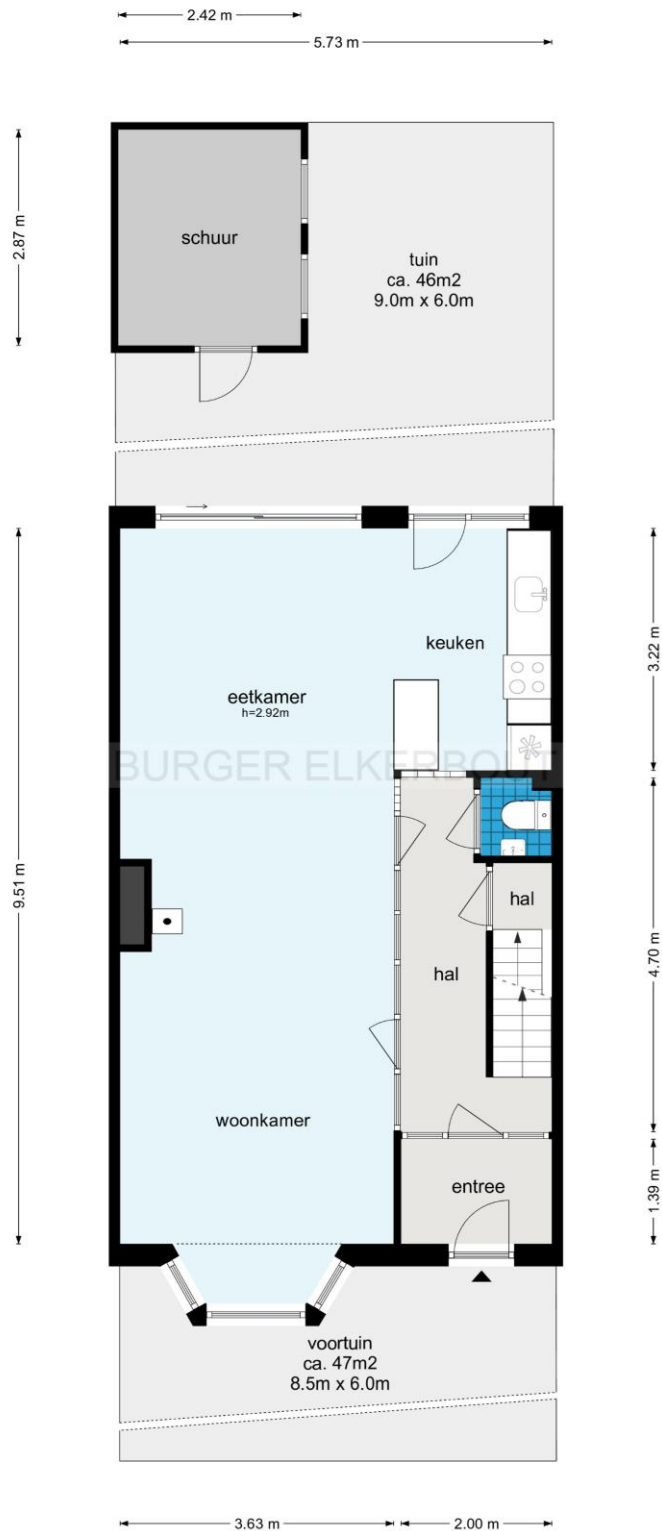 2.42 m
5.73 m
2.87 m
schuur
tuin
ca. 46m2
9.0m x 6.0m
9.51 m
3.22 m
keuken
eetkamer
h=2.92m
BURGER ELKERBOUT
hal
hal
4.70 m
woonkamer
entree
1.39 m
voortuin
ca. 47m2
8.5m x 6.0m
3.63 m
2.00 m